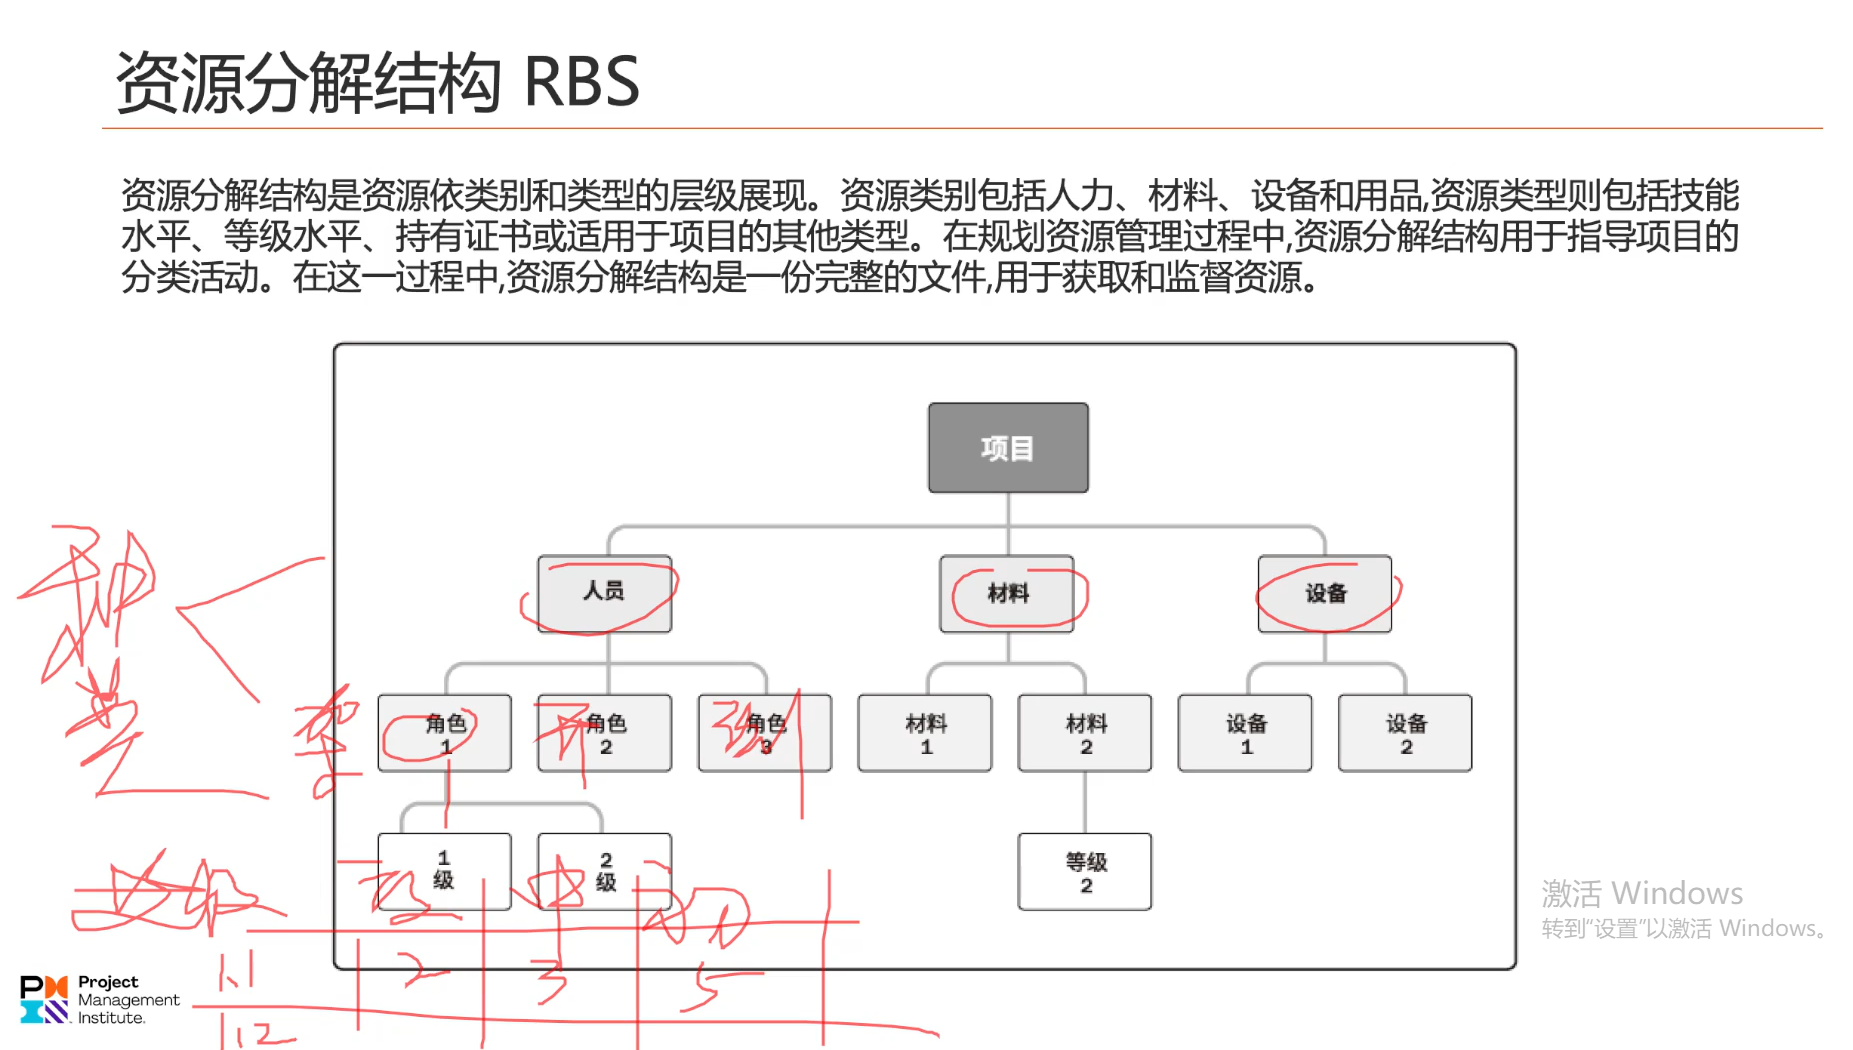 资源分解结构 RBS
资源分解结构是资源依类别和类型的层级展现。资源类别包括人力、材料、设备和用品,资源类型则包括技能
水平、等级水平、持有证书或适用于项目的其他类型。在规划资源管理过程中,资源分解结构用于指导项目的
分类活动。在这一过程中,资源分解结构是一份完整的文件,用于获取和监督资源。
项目
人员
材料
设备
种类
角色
1
角色
2
角色
3
材料
1
材料
2
设备
1
设备
2
1
级
2
级
等级
2
1.1
2
3
5
1.2
激活 Windows
转到“设置”以激活 Windows。
Project
Management
Institute.